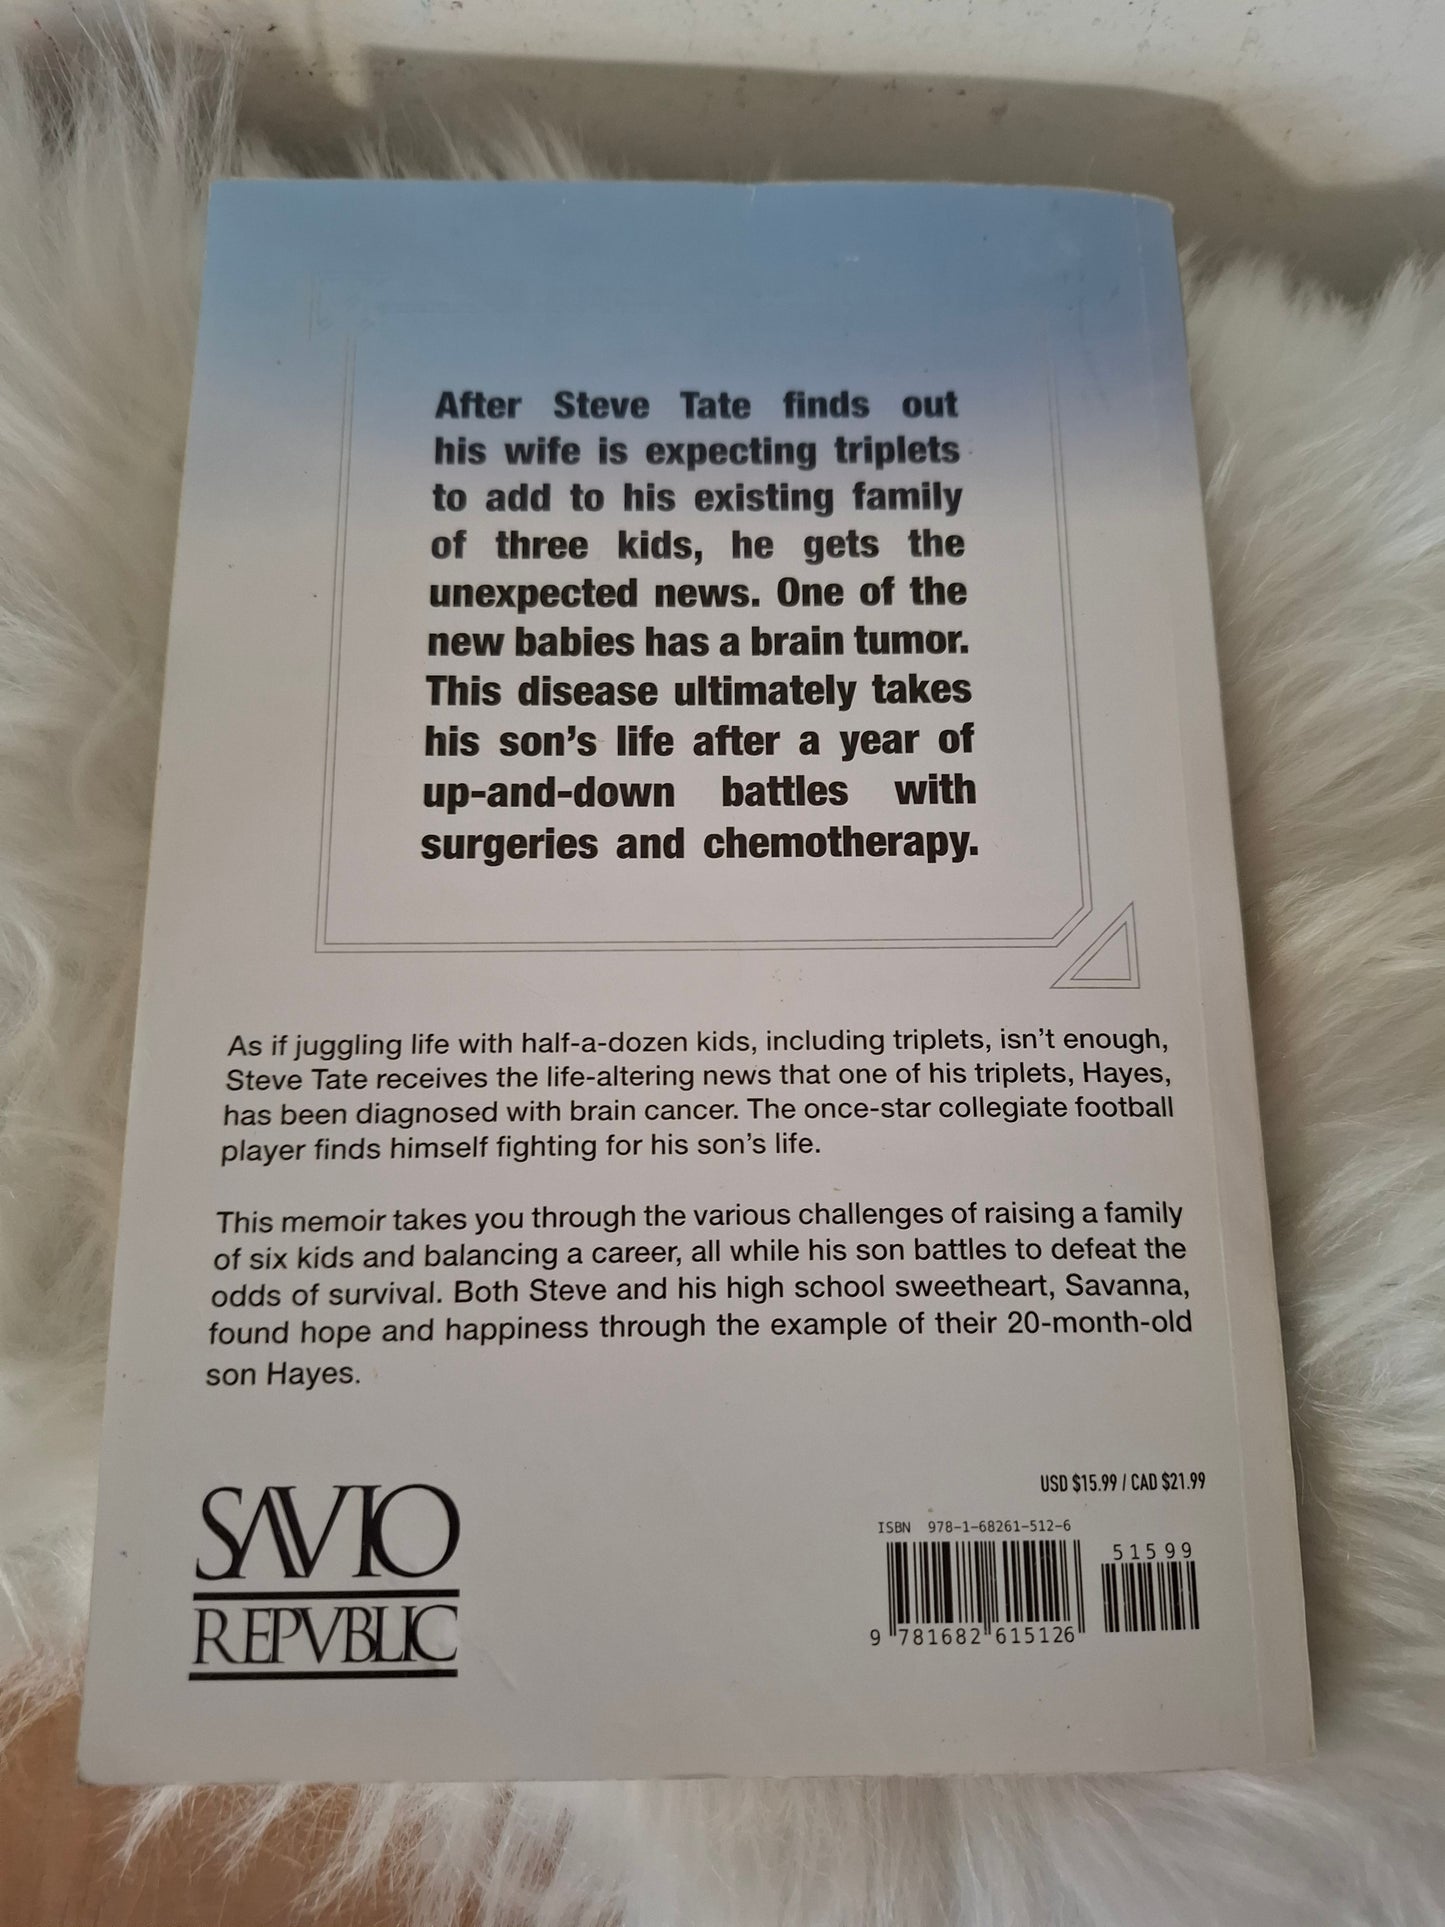 After Steve Tate finds out
his wife is expecting triplets
to add to his existing family
of three kids, he gets the
unexpected news. One of the
new babies has a brain tumor.
This disease ultimately takes
his son's life after a year of
up-and-down battles with
surgeries and chemotherapy.
As if juggling life with half-a-dozen kids, including triplets, isn't enough,
Steve Tate receives the life-altering news that one of his triplets, Hayes,
has been diagnosed with brain cancer. The once-star collegiate football
player finds himself fighting for his son's life.
This memoir takes you through the various challenges of raising a family
of six kids and balancing a career, all while his son battles to defeat the
odds of survival. Both Steve and his high school sweetheart, Savanna,
found hope and happiness through the example of their 20-month-old
son Hayes.
SAVIO
REPVBLIC
USD $15.99 / CAD $21.99
ISBN 978-1-68261-512-6
51599
9 781682 615126